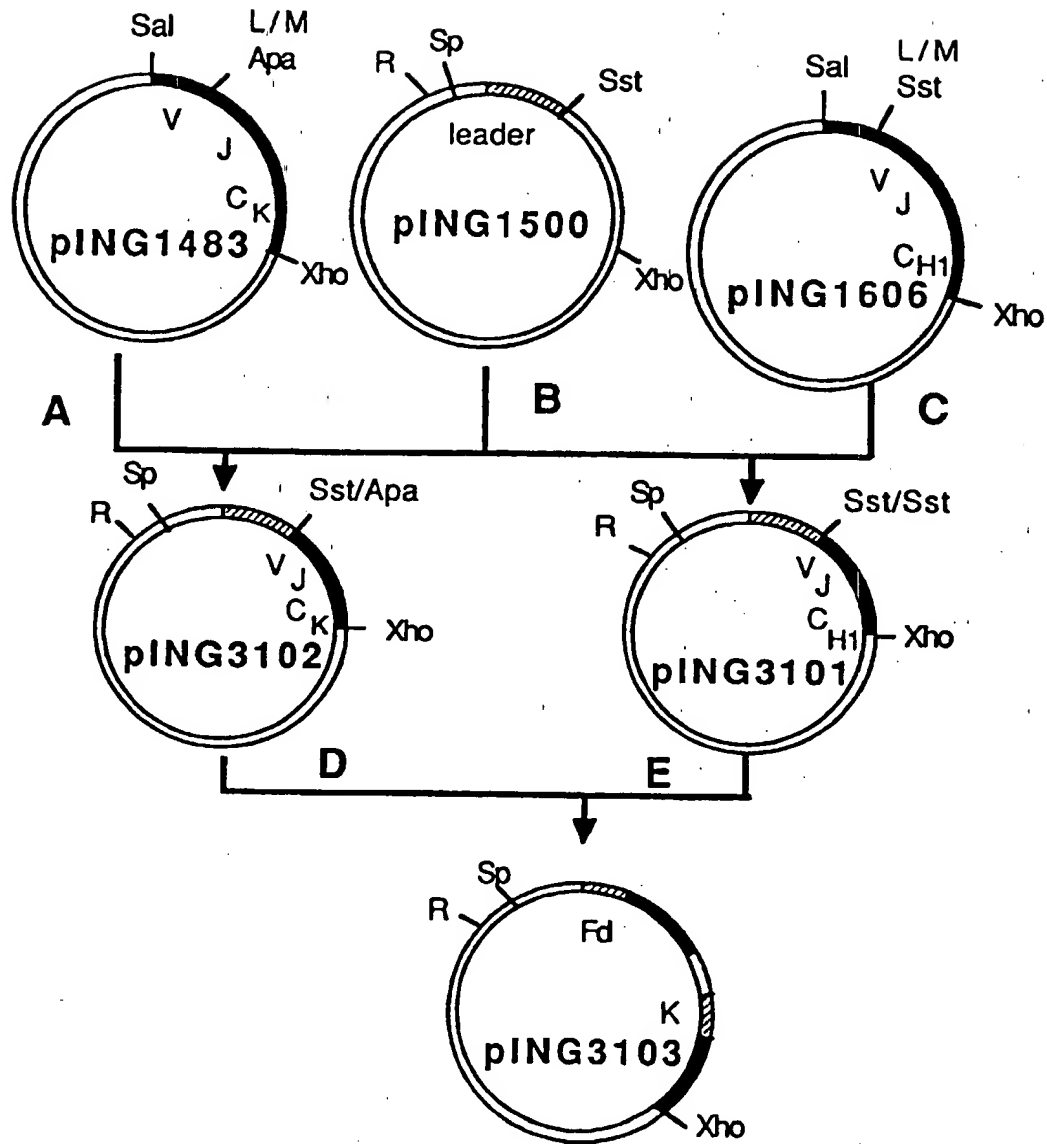 Sal
L/M
Apa
V
J
CK
pING1483
Xho
R
Sp
Sst
leader
pING1500
Xho
Sal
L/M
Sst
V
J
CH1
pING1606
Xho
A
B
C
R
Sp
Sst/Apa
V
J
CK
Xho
pING3102
R
Sp
Sst/Sst
V
J
CH1
Xho
pING3101
D
E
R
Sp
Fd
K
pING3103
Xho